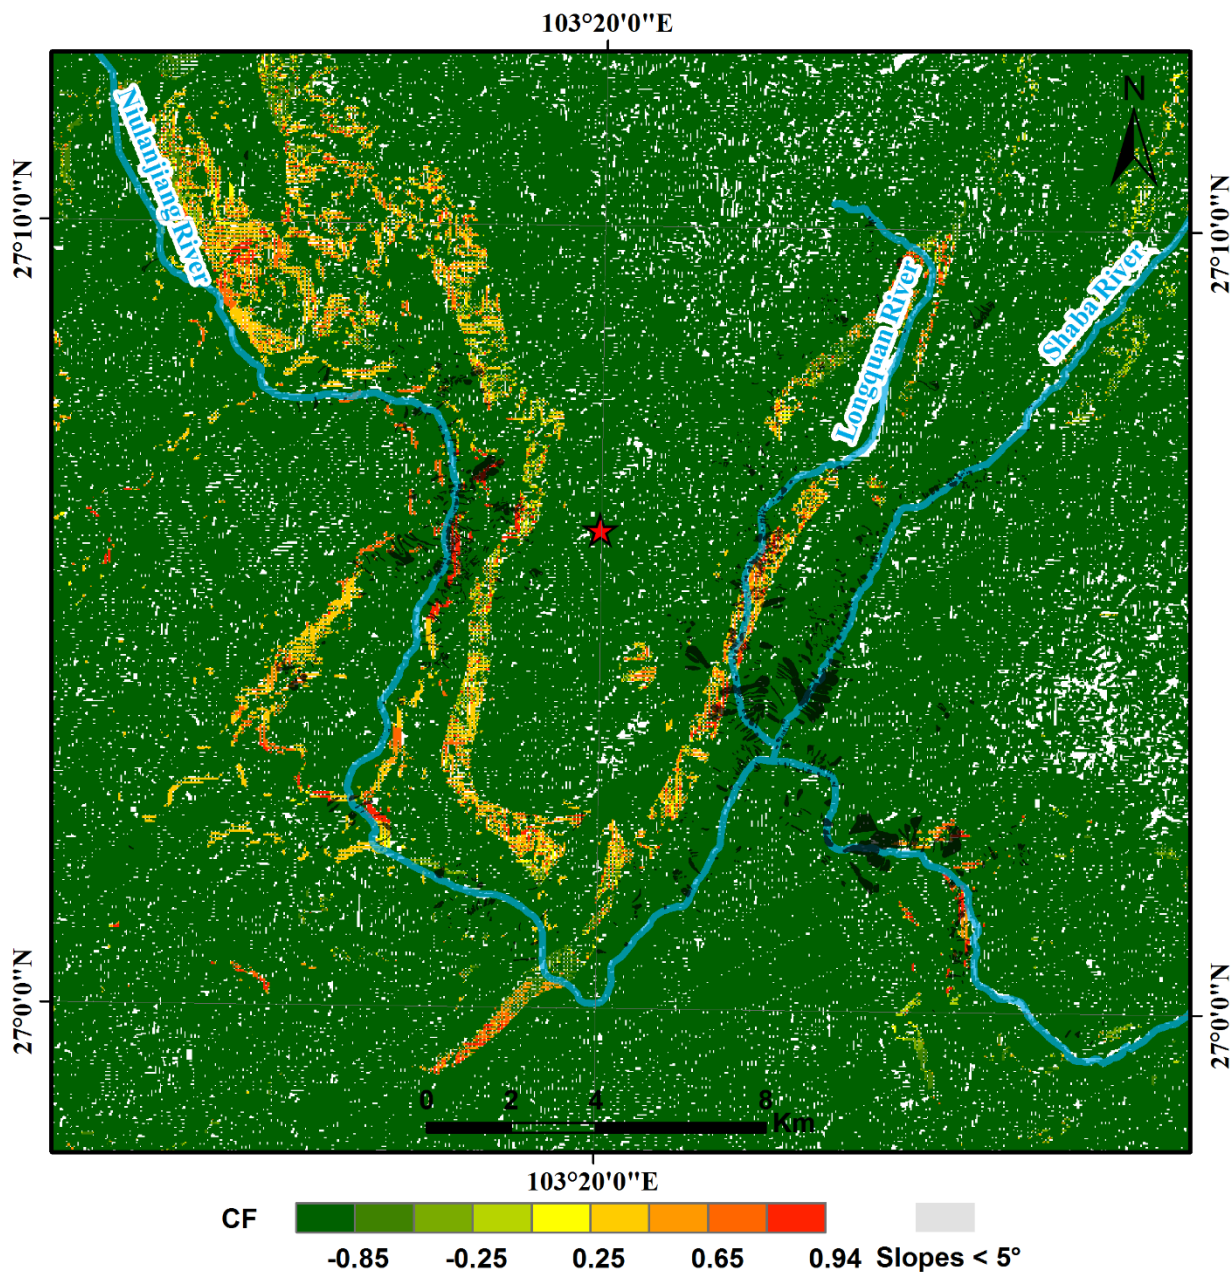 103°20'0"E
N
Niulanjiang River
27°10'0"N
27°10'0"N
Longquan River
Shaba River
27°0'0"N
27°0'0"N
0 2 4 8
Km
103°20'0"E
CF
-0.85 -0.25 0.25 0.65 0.94 Slopes < 5°